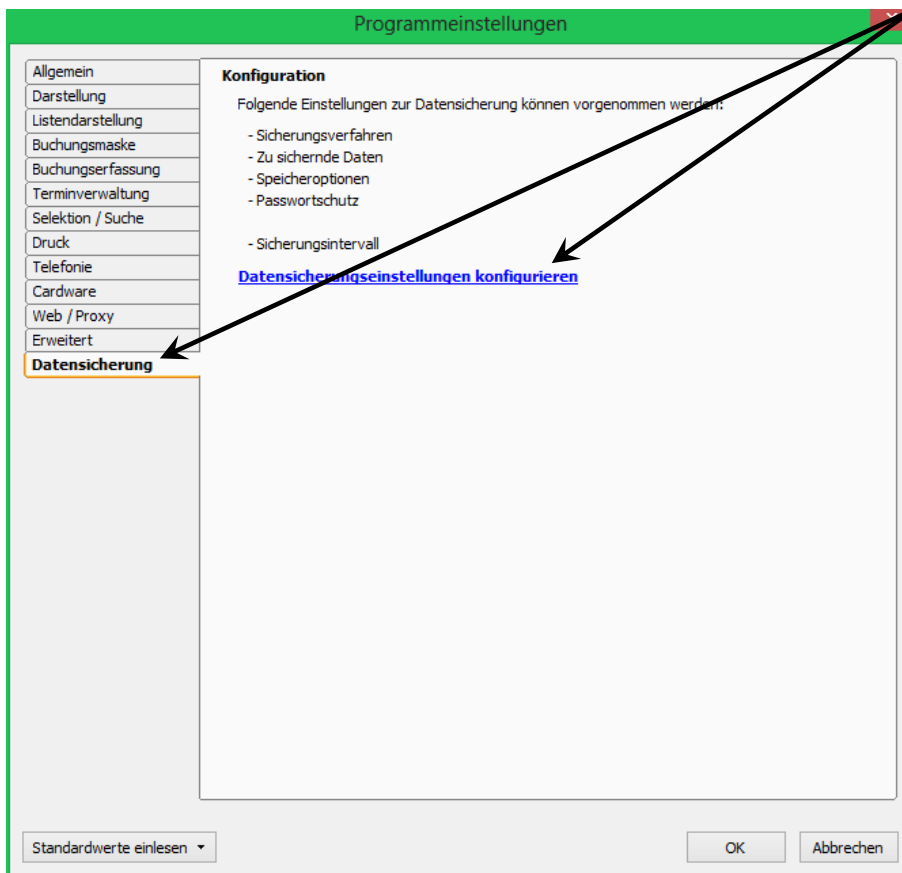 Programmeinstellungen
Allgemein
Darstellung
Listendarstellung
Buchungsmaske
Buchungserfassung
Terminverwaltung
Selektion / Suche
Druck
Telefonie
Cardware
Web / Proxy
Erweitert
Datensicherung
Konfiguration
Folgende Einstellungen zur Datensicherung können vorgenommen werden:
- Sicherungsverfahren
- Zu sichernde Daten
- Speicheroptionen
- Passwortschutz
- Sicherungsintervall
Datensicherungseinstellungen konfigurieren
Standardwerte einlesen
OK
Abbrechen